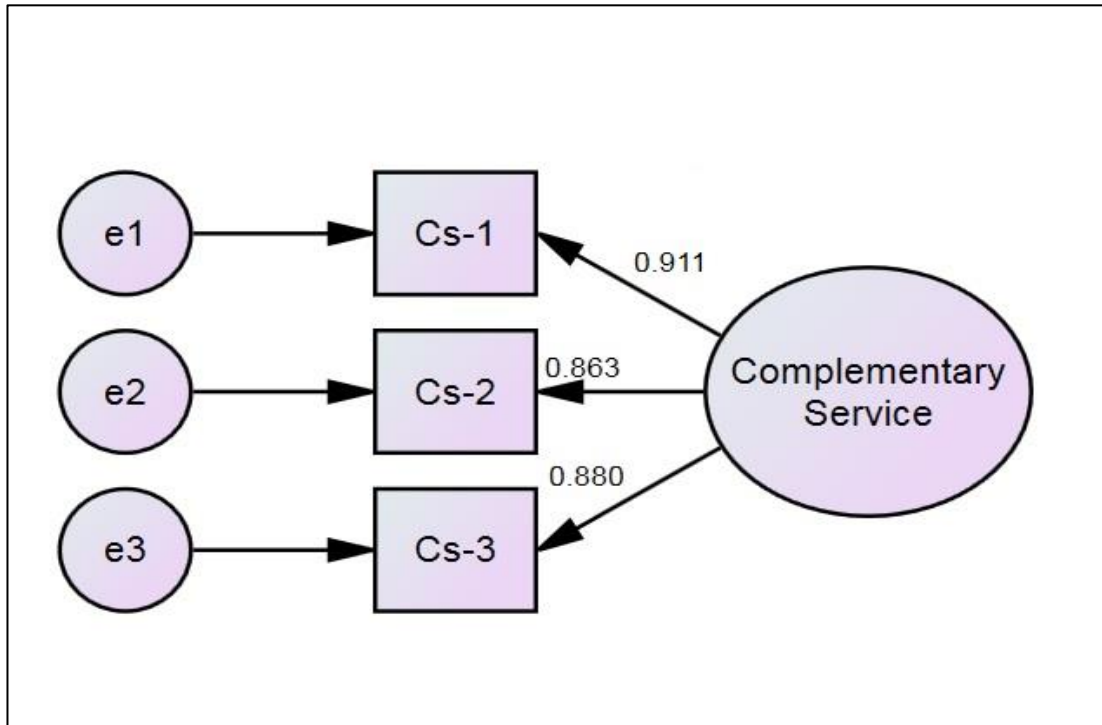 e1
Cs-1
0.911
e2
0.863
Cs-2
Complementary
Service
0.880
e3
Cs-3